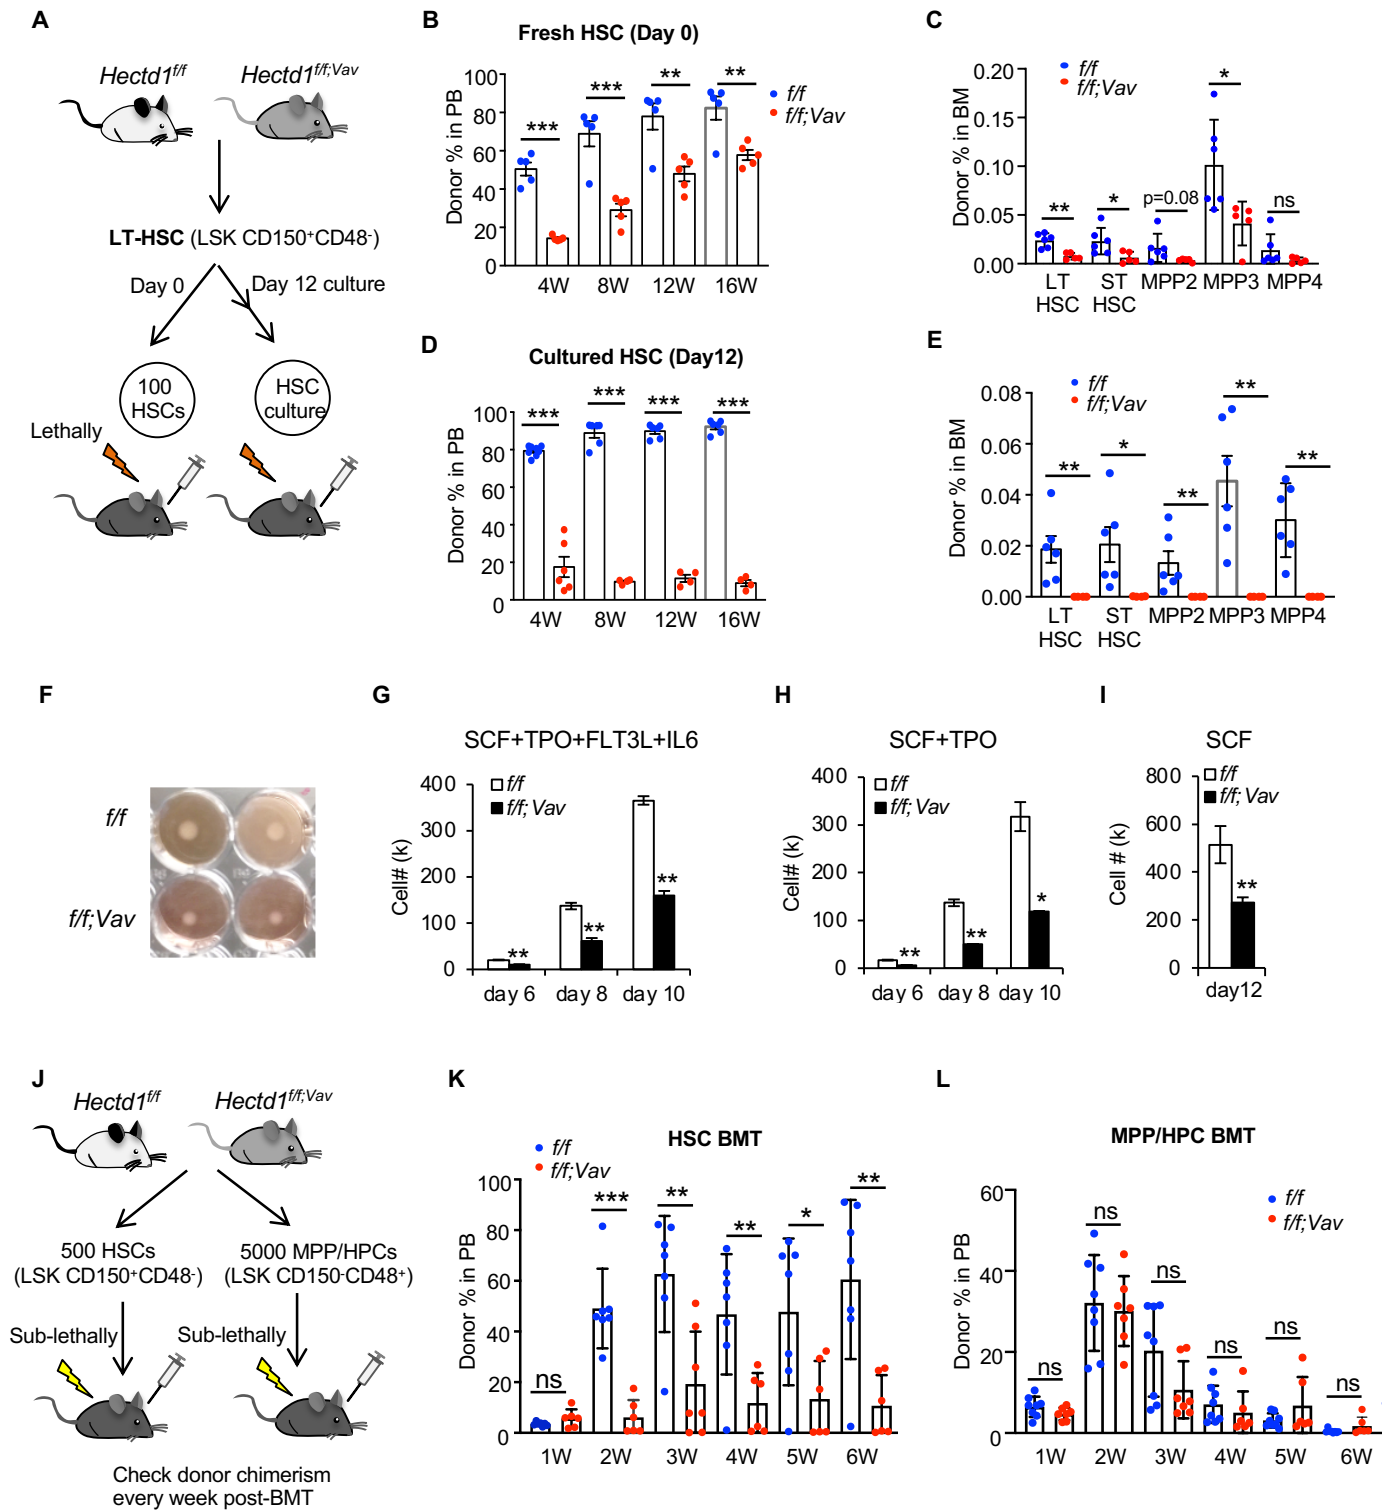 A
Hectd1f/f
Hectd1f/f;Vav
LT-HSC (LSK CD150+CD48-)
Day 0
Day 12 culture
100
HSCs
HSC
culture
Lethally
B
Fresh HSC (Day 0)
Donor % in PB
100
80
60
40
20
0
***
***
**
**
f/f
f/f;Vav
4W
8W
12W
16W
C
Donor % in BM
0.20
0.15
0.10
0.05
0.00
f/f
f/f;Vav
**
*
p=0.08
*
ns
LT
HSC
ST
HSC
MPP2
MPP3
MPP4
D
Cultured HSC (Day12)
Donor % in PB
100
80
60
40
20
0
***
***
***
***
4W
8W
12W
16W
E
Donor % in BM
0.08
0.06
0.04
0.02
0.00
f/f
f/f;Vav
**
*
**
**
**
LT
HSC
ST
HSC
MPP2
MPP3
MPP4
F
f/f
f/f;Vav
G
SCF+TPO+FLT3L+IL6
Cell# (k)
400
300
200
100
0
f/f
f/f; Vav
**
**
**
day 6
day 8
day 10
H
SCF+TPO
Cell# (k)
400
300
200
100
0
f/f
f/f; Vav
**
**
*
day 6
day 8
day 10
I
SCF
Cell # (k)
800
600
400
200
0
f/f
f/f; Vav
**
day12
J
Hectd1f/f
Hectd1f/f;Vav
500 HSCs
(LSK CD150+CD48-)
5000 MPP/HPCs
(LSK CD150-CD48+)
Sub-lethally
Sub-lethally
Check donor chimerism
every week post-BMT
K
HSC BMT
f/f
f/f;Vav
Donor % in PB
100
80
60
40
20
0
ns
***
**
**
*
**
1W
2W
3W
4W
5W
6W
L
MPP/HPC BMT
f/f
f/f;Vav
Donor % in PB
60
40
20
0
ns
ns
ns
ns
ns
ns
1W
2W
3W
4W
5W
6W